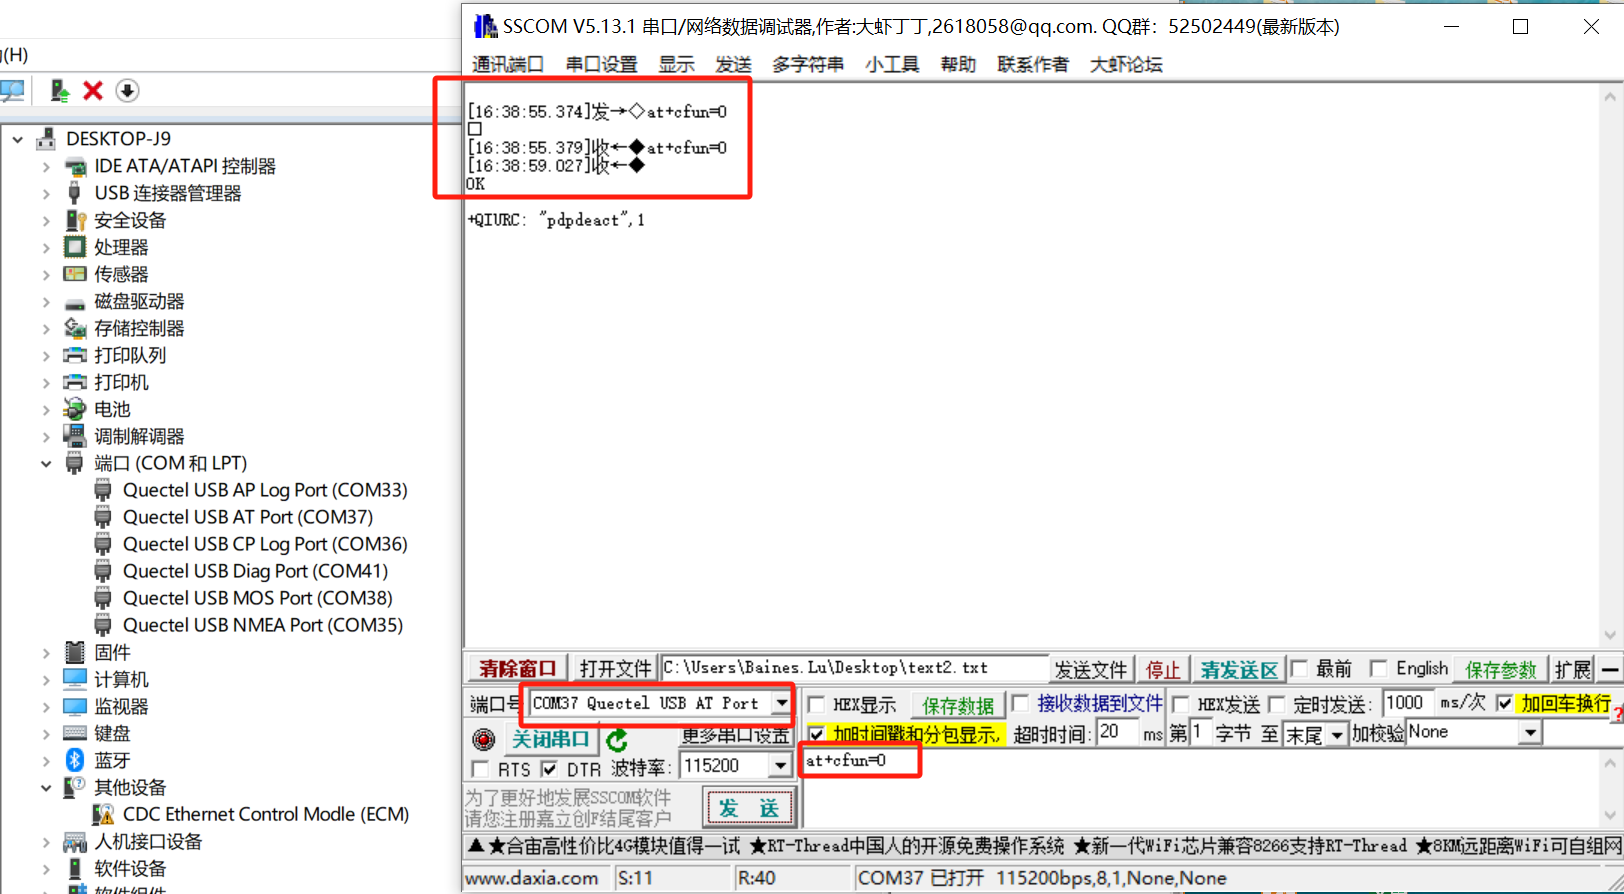 (H)
DESKTOP-J9
IDE ATA/ATAPI 控制器
USB 连接器管理器
安全设备
处理器
传感器
磁盘驱动器
存储控制器
打印队列
打印机
电池
调制解调器
端口 (COM 和 LPT)
Quectel USB AP Log Port (COM33)
Quectel USB AT Port (COM37)
Quectel USB CP Log Port (COM36)
Quectel USB Diag Port (COM41)
Quectel USB MOS Port (COM38)
Quectel USB NMEA Port (COM35)
固件
计算机
监视器
键盘
蓝牙
其他设备
CDC Ethernet Control Modle (ECM)
人机接口设备
软件设备
软件组件
SSCOM V5.13.1 串口/网络数据调试器,作者:大虾丁丁,2618058@qq.com. QQ群：52502449(最新版本)
通讯端口 串口设置 显示 发送 多字符串 小工具 帮助 联系作者 大虾论坛
[16:38:55.374]发→◇at+cfun=0
□
[16:38:55.379]收←◆at+cfun=0
[16:38:59.027]收←◆
OK
+QIURC: "pdpdeact",1
清除窗口 打开文件 C:\Users\Baines.Lu\Desktop\text2.txt 发送文件 停止 清发送区 最前 English 保存参数 扩展 —
端口号 COM37 Quectel USB AT Port HEX显示 保存数据 接收数据到文件 HEX发送 定时发送: 1000 ms/次 加回车换行
关闭串口 更多串口设置 加时间戳和分包显示, 超时时间: 20 ms 第 1 字节 至 末尾 加校验 None
RTS DTR 波特率: 115200 at+cfun=0
为了更好地发展SSCOM软件
请您注册嘉立创F结尾客户
发 送
▲★合宙高性价比4G模块值得一试 ★RT-Thread中国人的开源免费操作系统 ★新一代WiFi芯片兼容8266支持RT-Thread ★8KM远距离WiFi可自组网
www.daxia.com S:11 R:40 COM37 已打开 115200bps,8,1,None,None